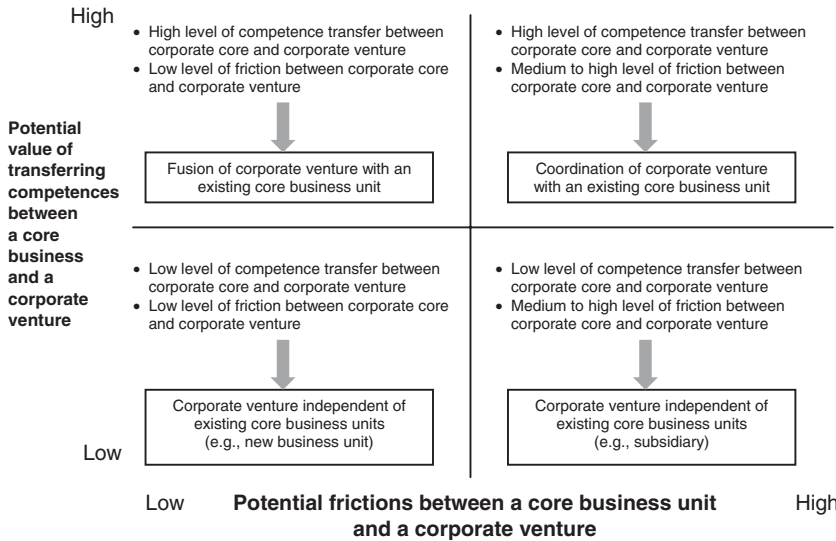 High
• High level of competence transfer between
corporate core and corporate venture
• Low level of friction between corporate core
and corporate venture
Fusion of corporate venture with an
existing core business unit
• High level of competence transfer between
corporate core and corporate venture
• Medium to high level of friction between
corporate core and corporate venture
Coordination of corporate venture
with an existing core business unit
Potential
value of
transferring
competences
between
a core
business
and a
corporate
venture
• Low level of competence transfer between
corporate core and corporate venture
• Low level of friction between corporate core
and corporate venture
Corporate venture independent of
existing core business units
(e.g., new business unit)
• Low level of competence transfer between
corporate core and corporate venture
• Medium to high level of friction between
corporate core and corporate venture
Corporate venture independent of
existing core business units
(e.g., subsidiary)
Low
Low
Potential frictions between a core business unit
and a corporate venture
High